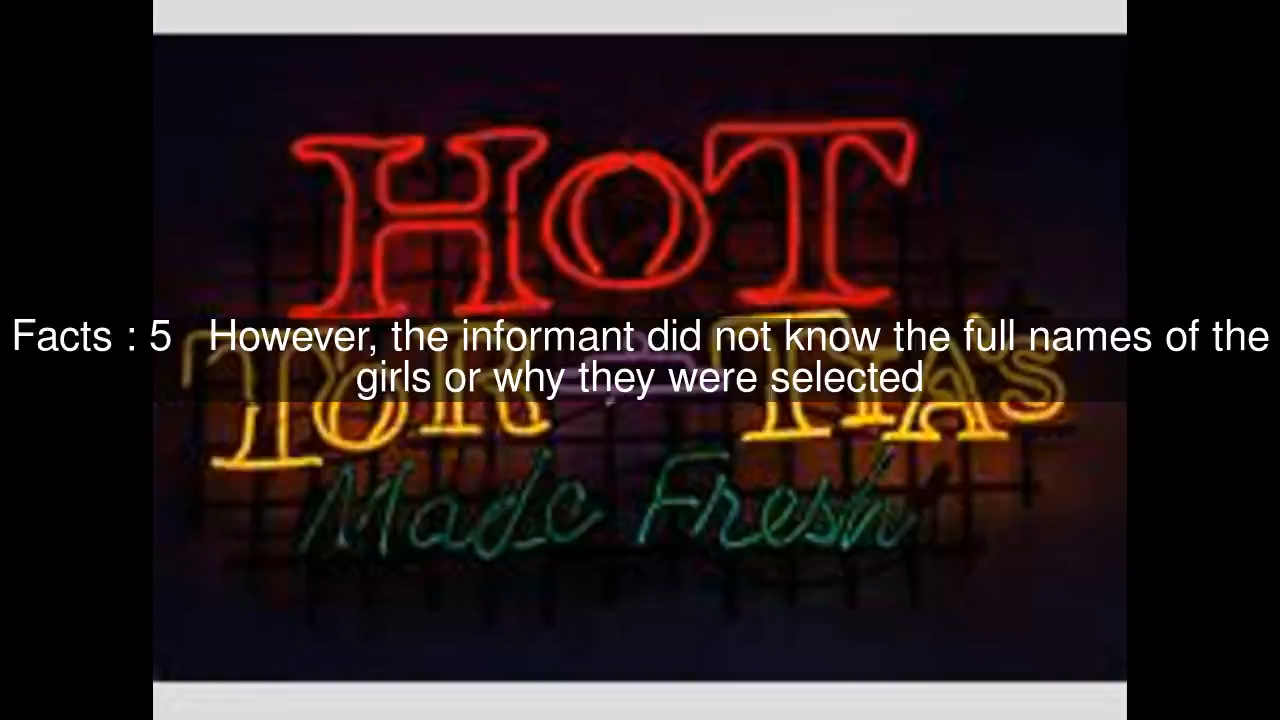 HOT
Facts : 5 However, the informant did not know the full names of the
girls or why they were selected
Made Fresh